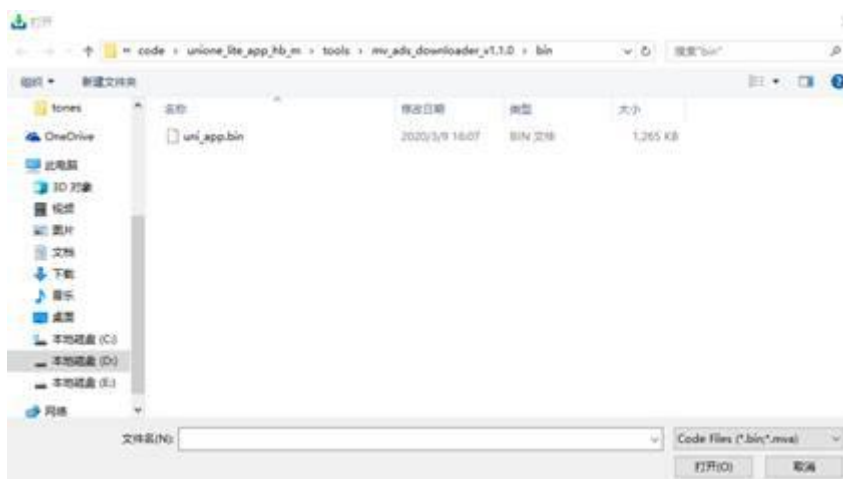 打开
« code › unione_lite_app_hb_m › tools › mv_ads_downloader_v1.1.0 › bin
搜索"bin"
组织 新建文件夹
tones
OneDrive
此电脑
3D 对象
视频
图片
文档
下载
音乐
桌面
本地磁盘 (C:)
本地磁盘 (D:)
本地磁盘 (E:)
网络
名称 修改日期 类型 大小
uni_app.bin 2020/3/9 16:07 BIN 文件 1,265 KB
文件名(N):
Code Files (*.bin;*.mva)
打开(O) 取消